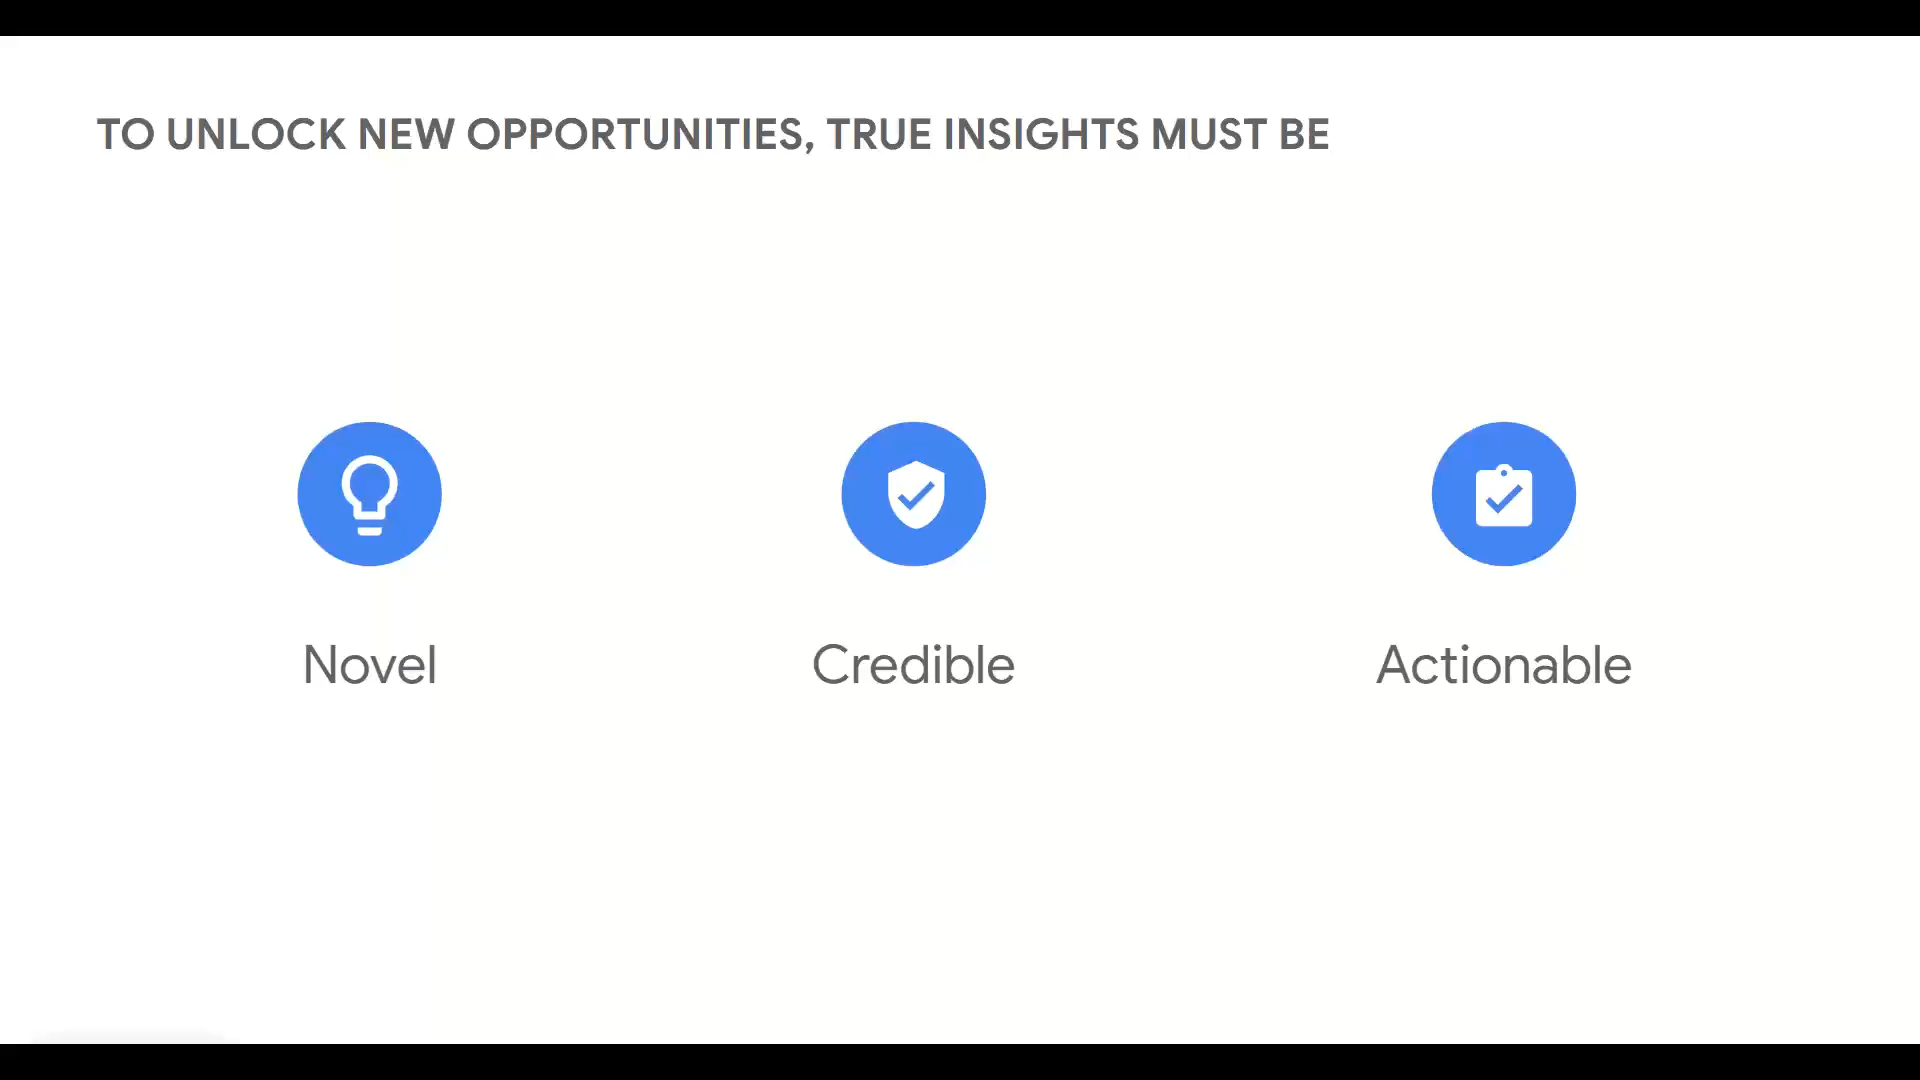 TO UNLOCK NEW OPPORTUNITIES, TRUE INSIGHTS MUST BE
Novel
Credible
Actionable